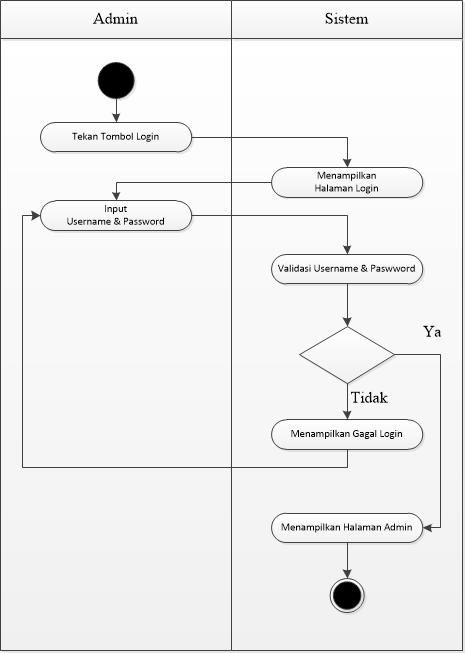 Admin
Sistem
Tekan Tombol Login
Menampilkan
Halaman Login
Input
Username & Password
Validasi Username & Paswword
Ya
Tidak
Menampilkan Gagal Login
Menampilkan Halaman Admin